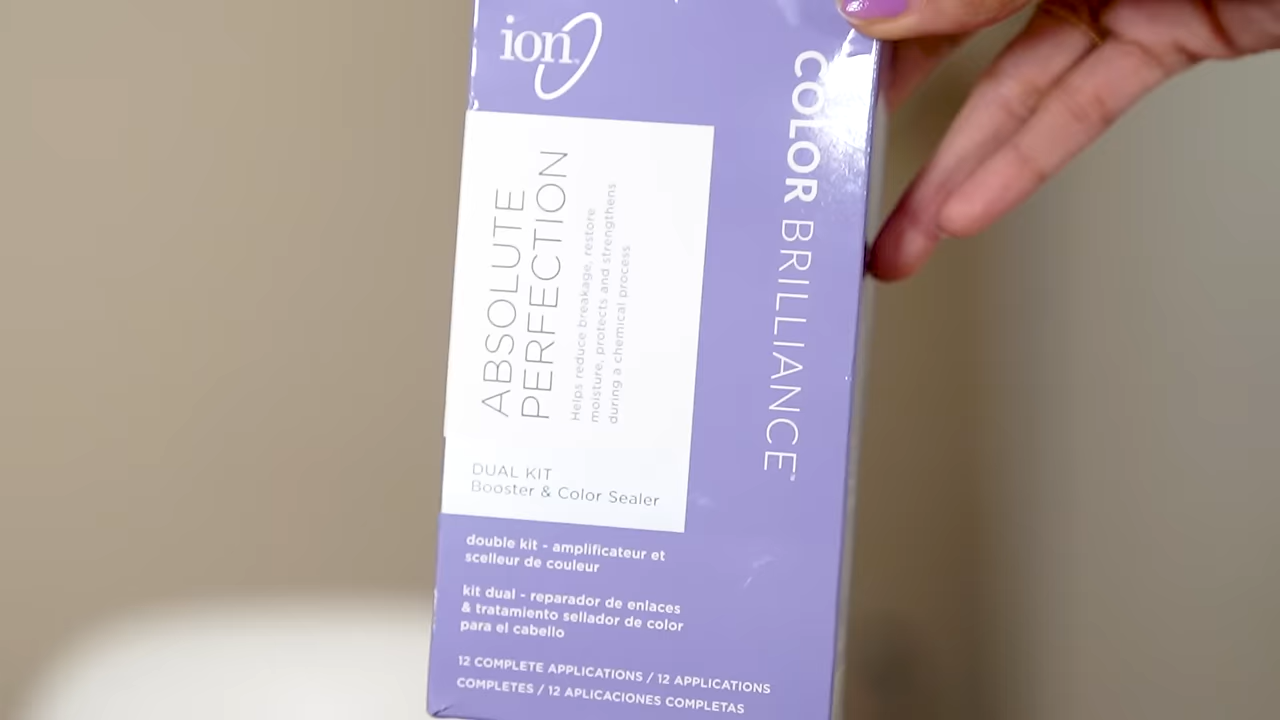 ion
COLOR BRILLIANCE™
ABSOLUTE
PERFECTION
Helps reduce breakage, restore
moisture, protects and strengthens
during a chemical process
DUAL KIT
Booster & Color Sealer
double kit - amplificateur et
scelleur de couleur
kit dual - reparador de enlaces
& tratamiento sellador de color
para el cabello
12 COMPLETE APPLICATIONS / 12 APPLICATIONS
COMPLETES / 12 APLICACIONES COMPLETAS